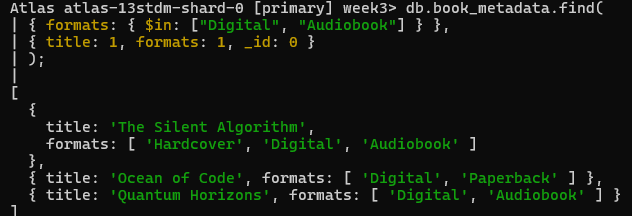 Atlas atlas-13stdm-shard-0 [primary] week3> db.book_metadata.find(
| { formats: { $in: ["Digital", "Audiobook"] } },
| { title: 1, formats: 1, _id: 0 }
| );
|
[
  {
    title: 'The Silent Algorithm',
    formats: [ 'Hardcover', 'Digital', 'Audiobook' ]
  },
  { title: 'Ocean of Code', formats: [ 'Digital', 'Paperback' ] },
  { title: 'Quantum Horizons', formats: [ 'Digital', 'Audiobook' ] }
]